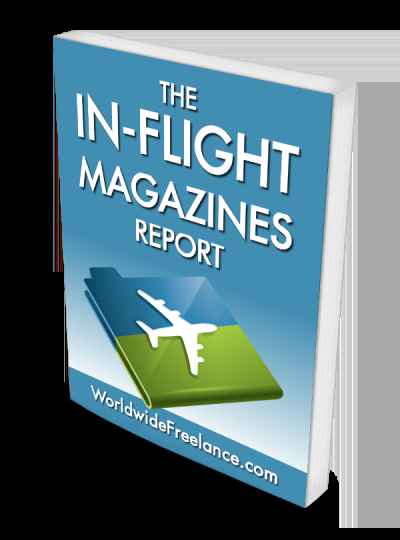 THE
IN-FLIGHT
MAGAZINES
REPORT
WorldwideFreelance.com